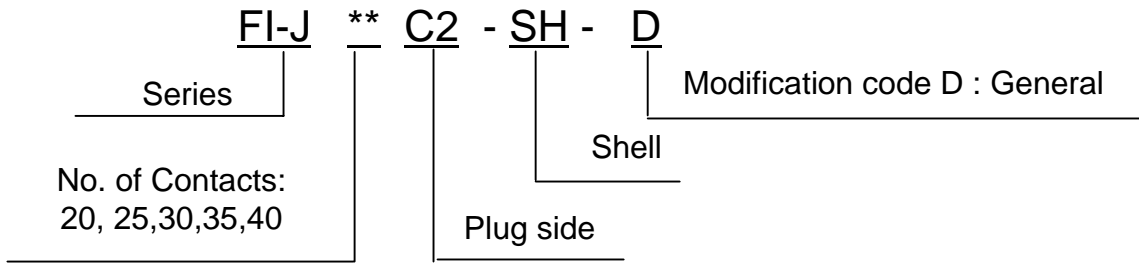 FI-J ** C2 - SH - D
Series
Modification code D : General
Shell
No. of Contacts:
20, 25,30,35,40
Plug side